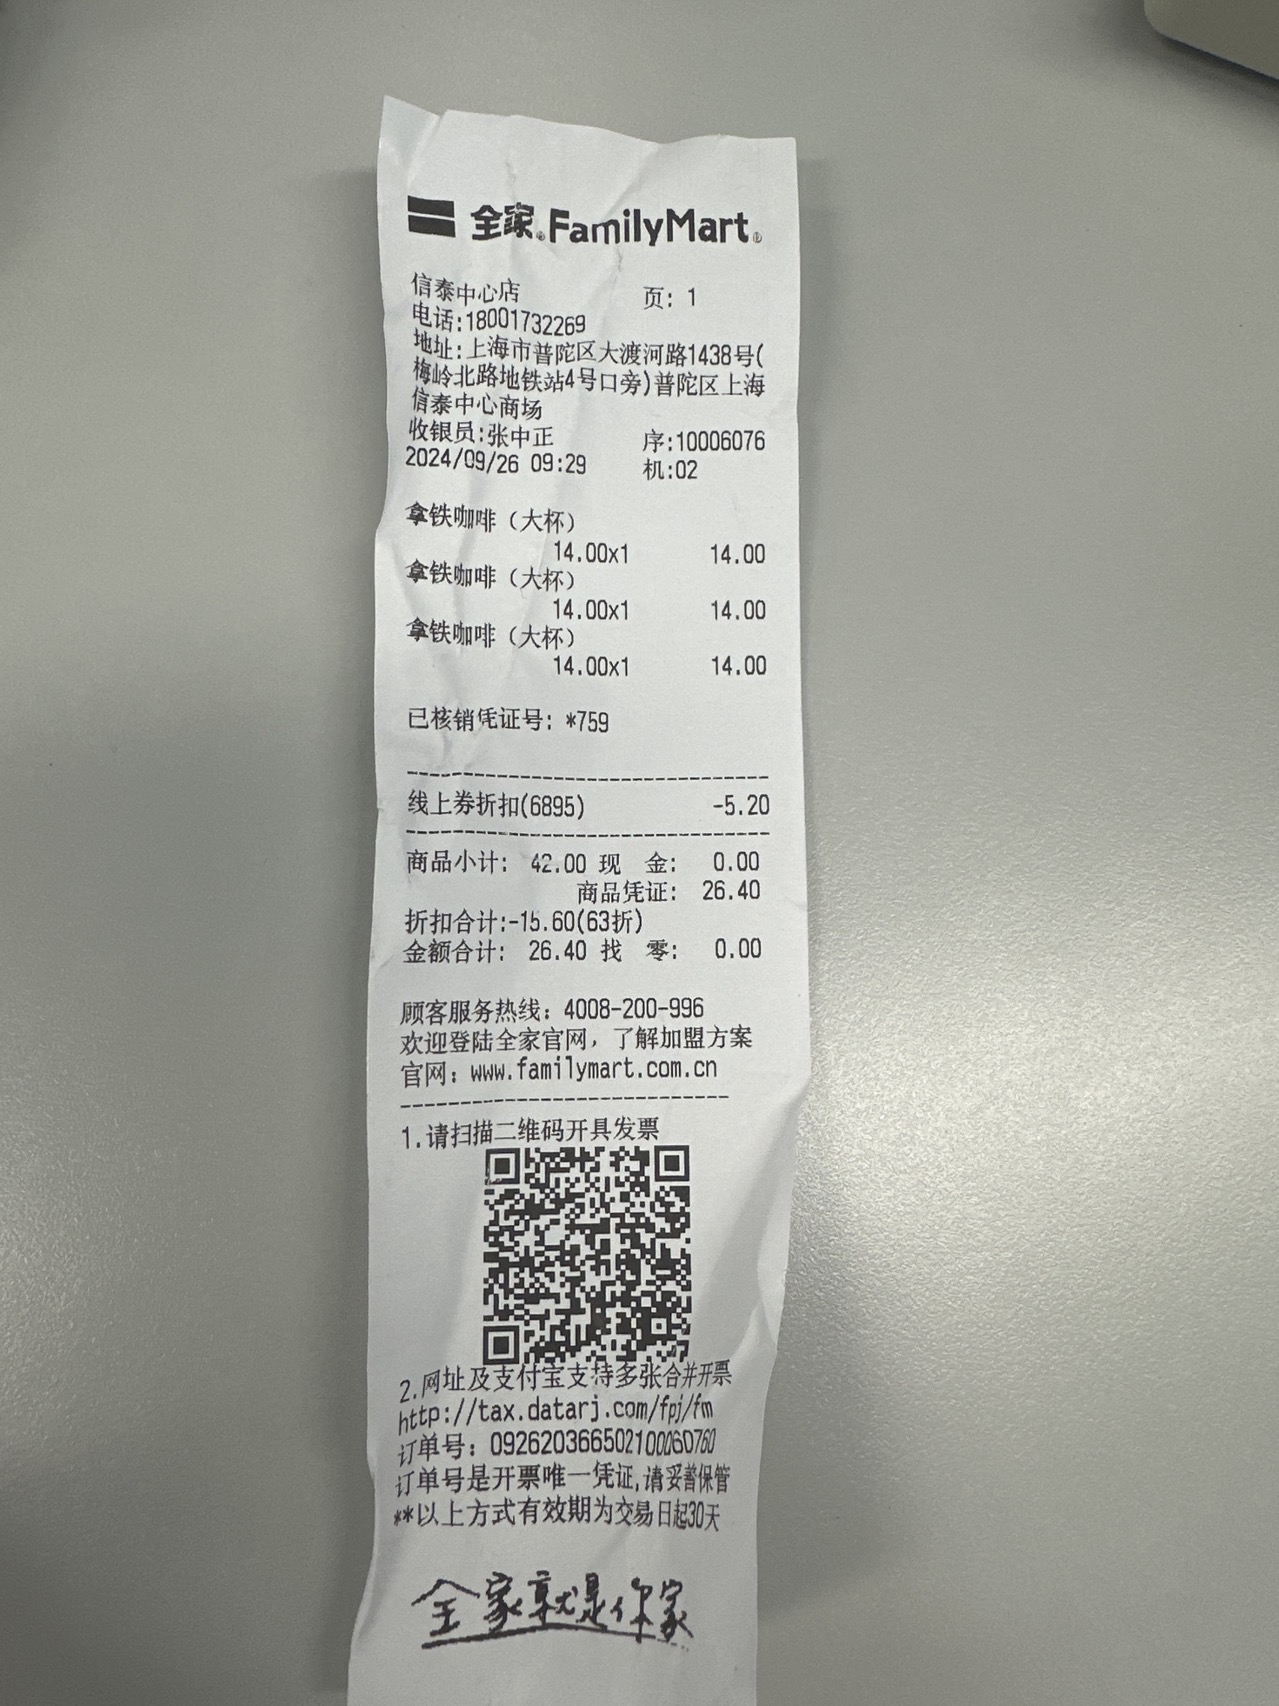 全家 FamilyMart
信泰中心店 页: 1
电话:18001732269
地址:上海市普陀区大渡河路1438号(
梅岭北路地铁站4号口旁)普陀区上海
信泰中心商场
收银员:张中正 序:10006076
2024/09/26 09:29 机:02
拿铁咖啡（大杯）
14.00x1 14.00
拿铁咖啡（大杯）
14.00x1 14.00
拿铁咖啡（大杯）
14.00x1 14.00
已核销凭证号: *759
线上券折扣(6895) -5.20
商品小计: 42.00 现 金: 0.00
商品凭证: 26.40
折扣合计:-15.60(63折)
金额合计: 26.40 找 零: 0.00
顾客服务热线: 4008-200-996
欢迎登陆全家官网，了解加盟方案
官网: www.familymart.com.cn
1.请扫描二维码开具发票
2.网址及支付宝支持多张合并开票
http://tax.datarj.com/fpj/fm
订单号: 092620366502100060760
订单号是开票唯一凭证,请妥善保管
**以上方式有效期为交易日起30天
全家就是你家